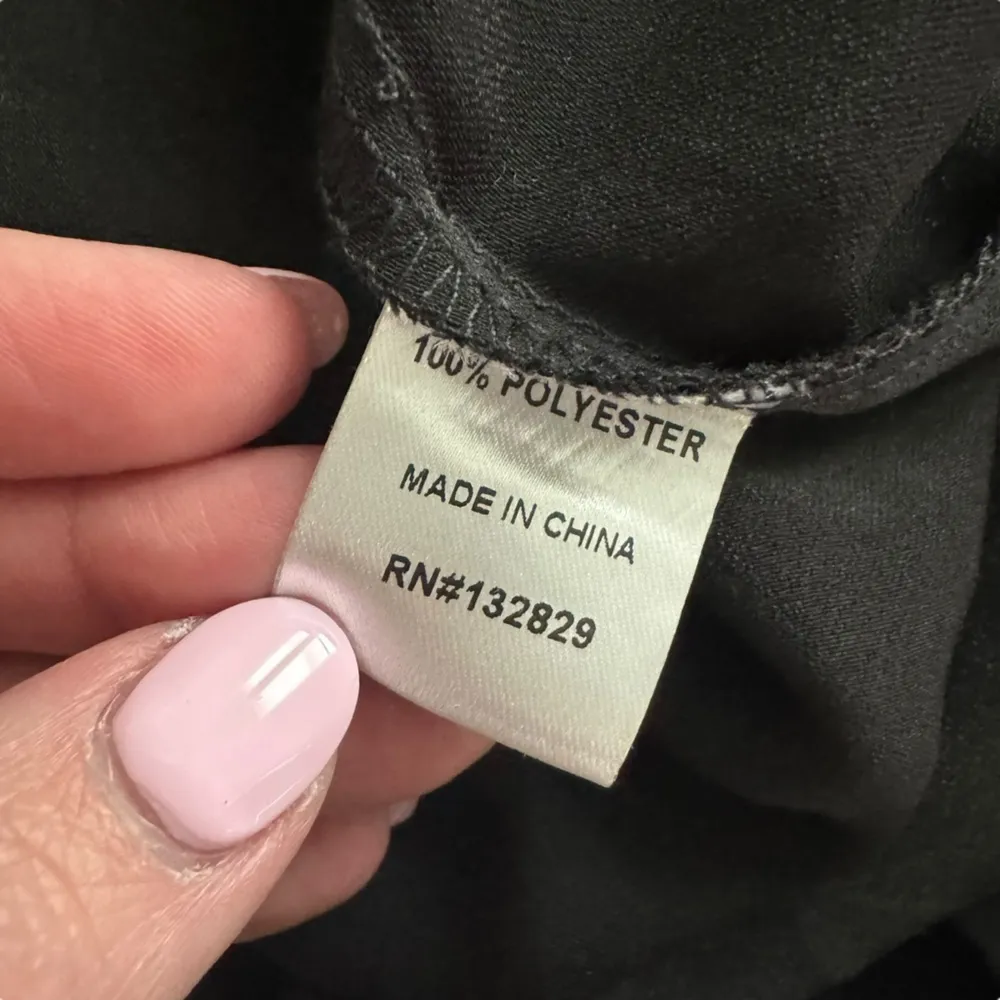 100% POLYESTER
MADE IN CHINA
RN#132829